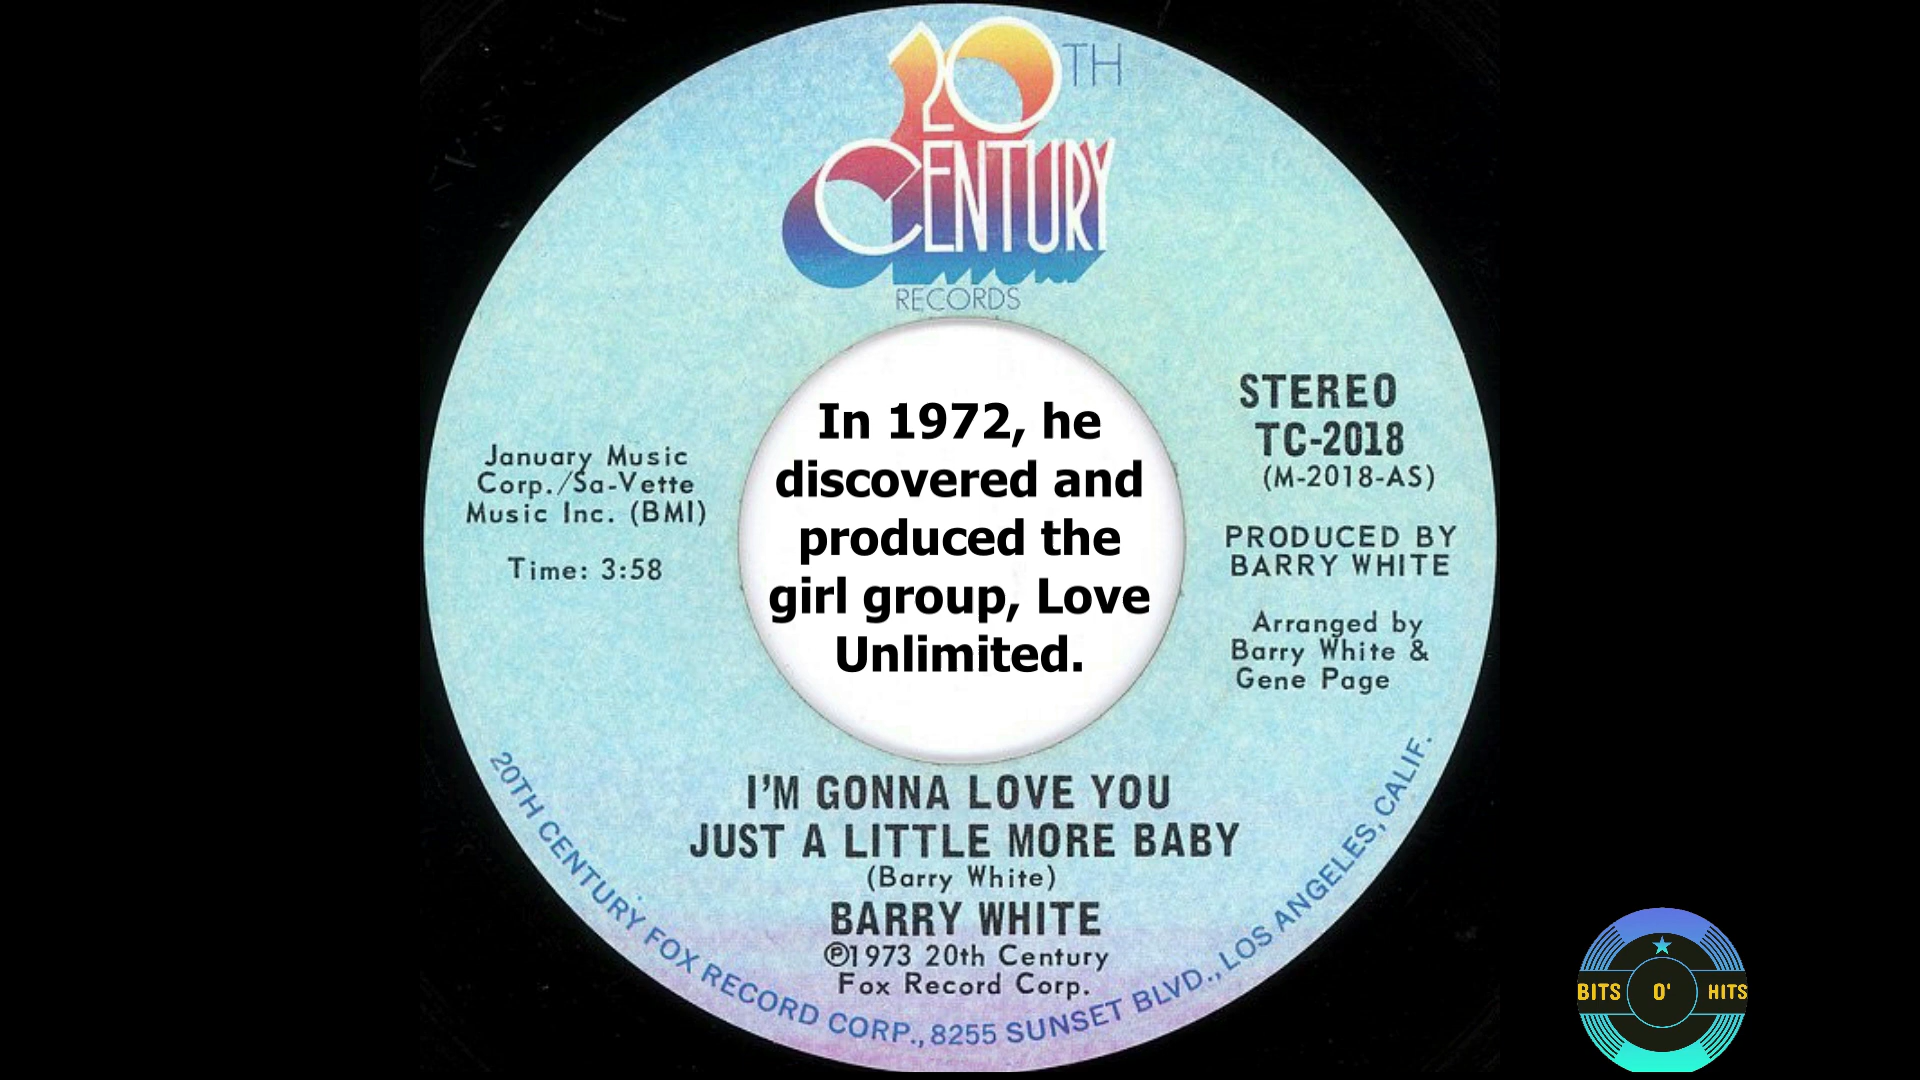 20TH
CENTURY
RECORDS
January Music
Corp./Sa-Vette
Music Inc. (BMI)
Time: 3:58
In 1972, he
discovered and
produced the
girl group, Love
Unlimited.
STEREO
TC-2018
(M-2018-AS)
PRODUCED BY
BARRY WHITE
Arranged by
Barry White &
Gene Page
I'M GONNA LOVE YOU
JUST A LITTLE MORE BABY
(Barry White)
BARRY WHITE
℗1973 20th Century
Fox Record Corp.
20TH CENTURY FOX RECORD CORP., 8255 SUNSET BLVD., LOS ANGELES, CALIF.
BITS O' HITS